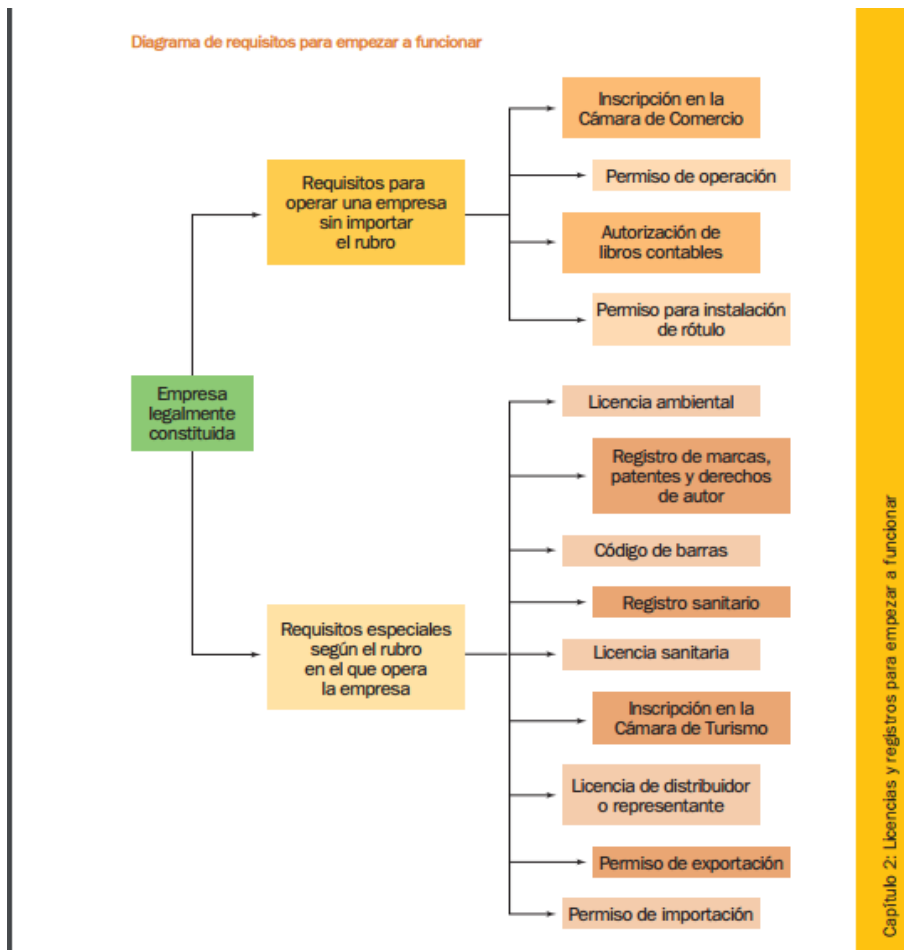 Diagrama de requisitos para empezar a funcionar
Inscripción en la
Cámara de Comercio
Requisitos para
operar una empresa
sin importar
el rubro
Permiso de operación
Autorización de
libros contables
Permiso para instalación
de rótulo
Empresa
legalmente
constituida
Licencia ambiental
Registro de marcas,
patentes y derechos
de autor
Código de barras
Registro sanitario
Requisitos especiales
según el rubro
en el que opera
la empresa
Licencia sanitaria
Inscripción en la
Cámara de Turismo
Licencia de distribuidor
o representante
Permiso de exportación
Permiso de importación
Capítulo 2: Licencias y registros para empezar a funcionar